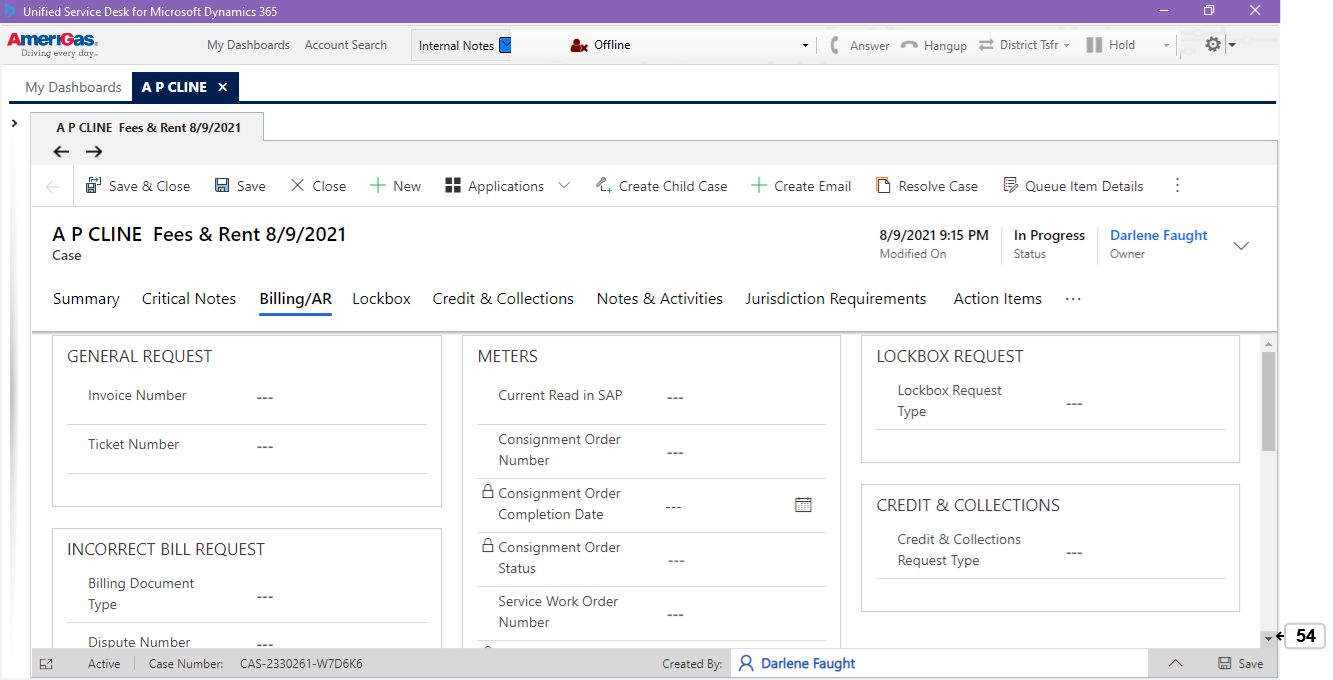 Unified Service Desk for Microsoft Dynamics 365
AmeriGas
Driving every day™
My Dashboards Account Search Internal Notes Offline Answer Hangup District Tsfr Hold
My Dashboards A P CLINE
A P CLINE Fees & Rent 8/9/2021
Save & Close Save Close New Applications Create Child Case Create Email Resolve Case Queue Item Details
A P CLINE Fees & Rent 8/9/2021
Case
8/9/2021 9:15 PM
Modified On
In Progress
Status
Darlene Faught
Owner
Summary Critical Notes Billing/AR Lockbox Credit & Collections Notes & Activities Jurisdiction Requirements Action Items ...
GENERAL REQUEST
Invoice Number ---
Ticket Number ---
INCORRECT BILL REQUEST
Billing Document
Type ---
Dispute Number ---
METERS
Current Read in SAP ---
Consignment Order
Number ---
Consignment Order
Completion Date ---
Consignment Order
Status ---
Service Work Order
Number ---
LOCKBOX REQUEST
Lockbox Request
Type ---
CREDIT & COLLECTIONS
Credit & Collections
Request Type ---
54
Active Case Number: CAS-2330261-W7D6K6 Created By: Darlene Faught Save